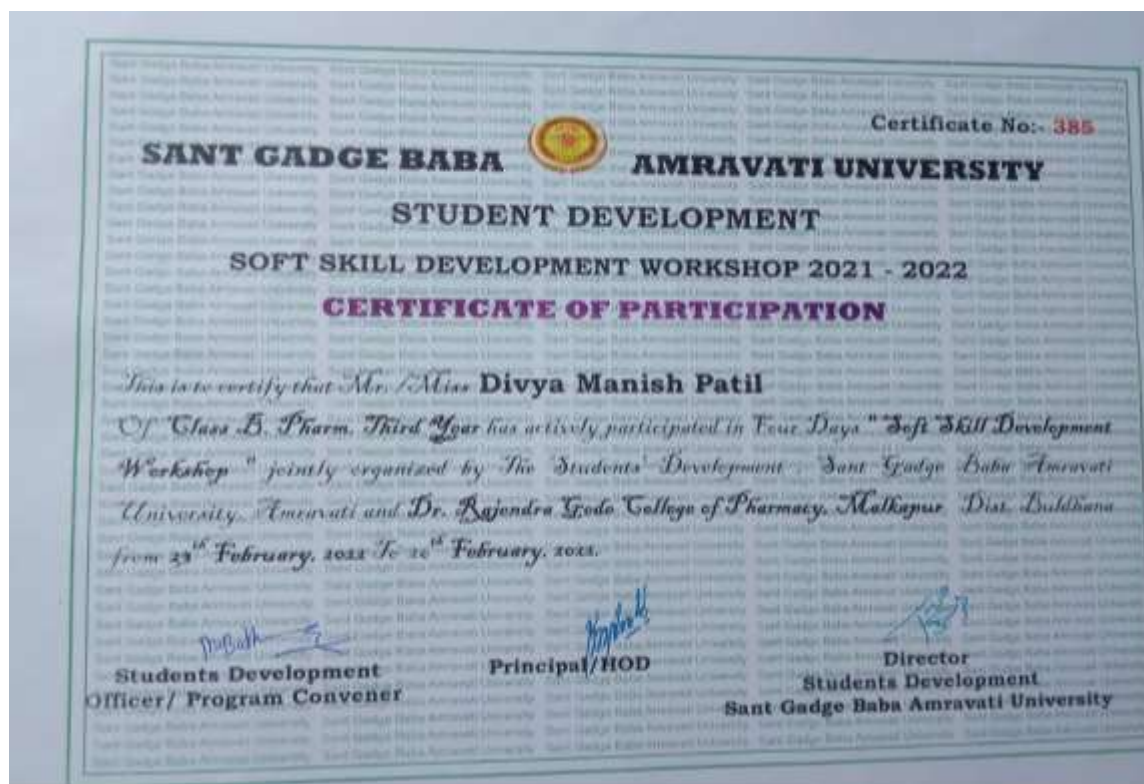 Certificate No:- 385
SANT GADGE BABA AMRAVATI UNIVERSITY
STUDENT DEVELOPMENT
SOFT SKILL DEVELOPMENT WORKSHOP 2021 - 2022
CERTIFICATE OF PARTICIPATION
This is to certify that Mr. /Miss Divya Manish Patil
Of Class B. Pharm. Third Year has actively participated in Four Days " Soft Skill Development
Workshop " jointly organized by The Students' Development Sant Gadge Baba Amravati
University, Amravati and Dr. Rajendra Gode College of Pharmacy, Malkapur Dist. Buldhana
from February, 2022 To February, 2022.
Students Development
Officer/ Program Convener
Principal/HOD
Director
Students Development
Sant Gadge Baba Amravati University